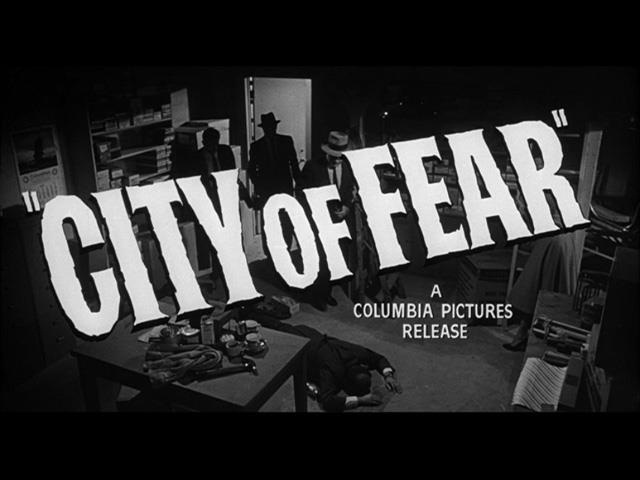 "CITY OF FEAR"
A
COLUMBIA PICTURES
RELEASE